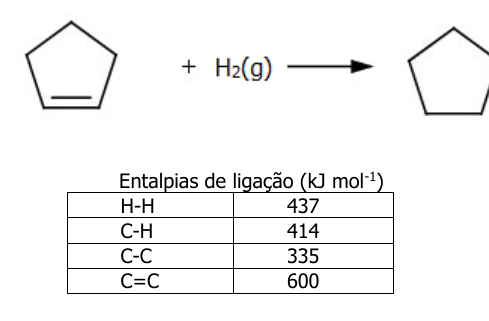 + H₂(g)
Entalpias de ligação (kJ mol⁻¹)
H-H 437
C-H 414
C-C 335
C=C 600